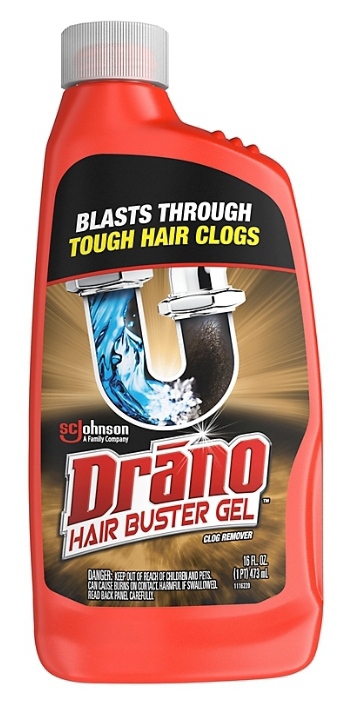 BLASTS THROUGH
TOUGH HAIR CLOGS
SC Johnson
A Family Company
Drāno
HAIR BUSTER GEL™
CLOG REMOVER
16 FL. OZ.
(1 PT) 473 mL
DANGER: KEEP OUT OF REACH OF CHILDREN AND PETS.
CAN CAUSE BURNS ON CONTACT. HARMFUL IF SWALLOWED.
READ BACK PANEL CAREFULLY.